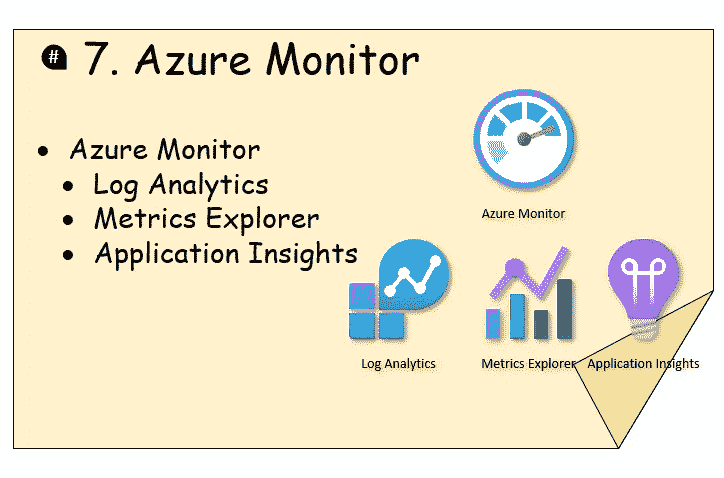 # 7. Azure Monitor
• Azure Monitor
• Log Analytics
• Metrics Explorer
• Application Insights
Azure Monitor
Log Analytics
Metrics Explorer
Application Insights